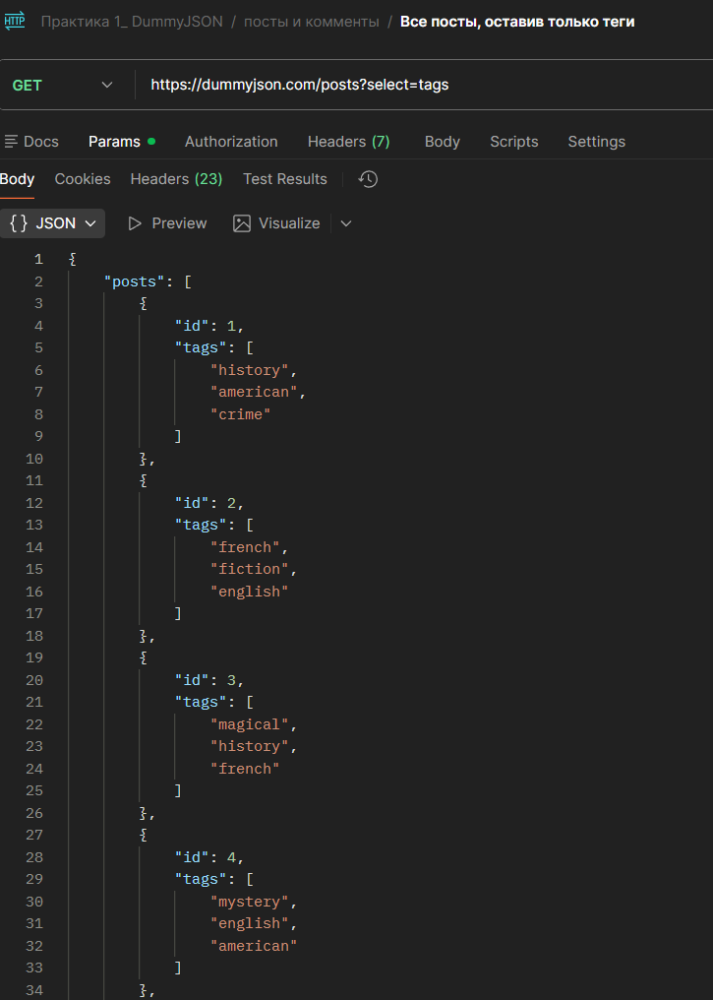 HTTP Практика 1_ DummyJSON / посты и комменты / Все посты, оставив только теги
GET https://dummyjson.com/posts?select=tags
Docs Params Authorization Headers (7) Body Scripts Settings
Body Cookies Headers (23) Test Results
{ } JSON Preview Visualize
1 {
2 "posts": [
3 {
4 "id": 1,
5 "tags": [
6 "history",
7 "american",
8 "crime"
9 ]
10 },
11 {
12 "id": 2,
13 "tags": [
14 "french",
15 "fiction",
16 "english"
17 ]
18 },
19 {
20 "id": 3,
21 "tags": [
22 "magical",
23 "history",
24 "french"
25 ]
26 },
27 {
28 "id": 4,
29 "tags": [
30 "mystery",
31 "english",
32 "american"
33 ]
34 },